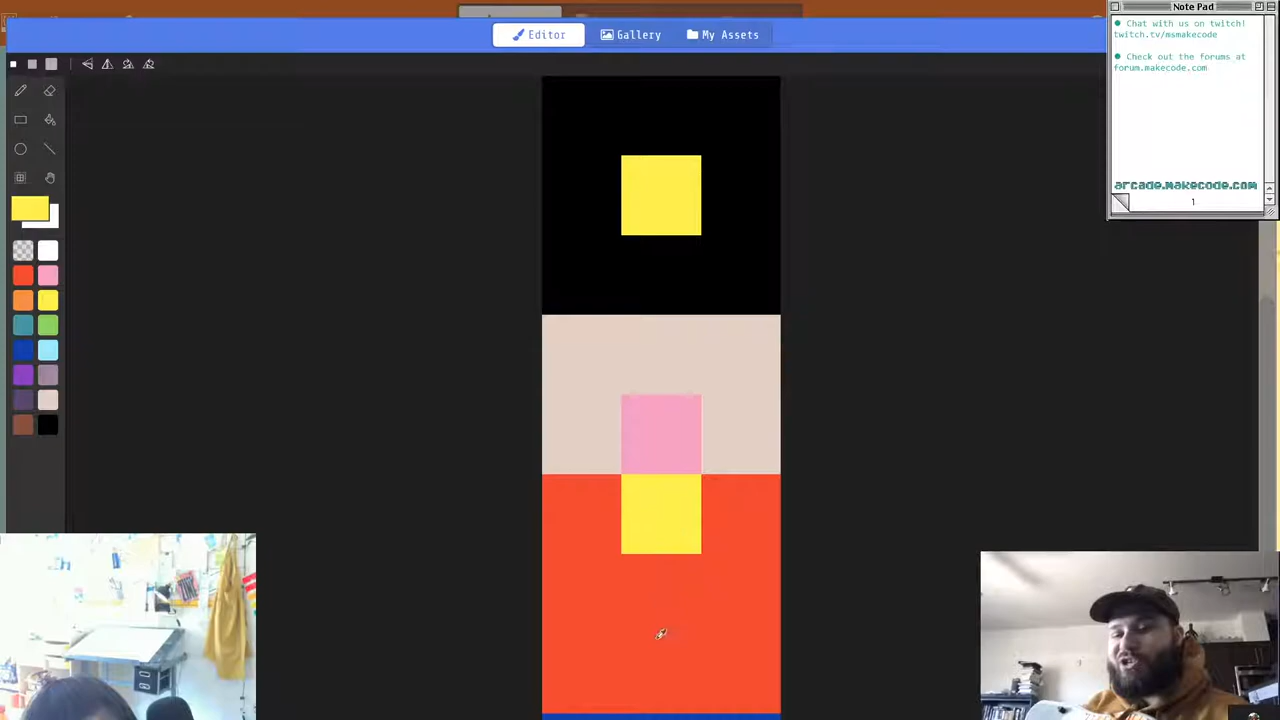 Note Pad
Editor
Gallery
My Assets
● Chat with us on twitch!
twitch.tv/msmakecode
● Check out the forums at
forum.makecode.com
arcade.makecode.com
1